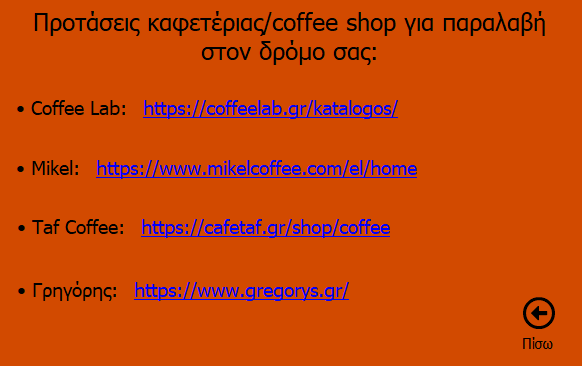 Προτάσεις καφετέριας/coffee shop για παραλαβή
στον δρόμο σας:
• Coffee Lab: https://coffeelab.gr/katalogos/
• Mikel: https://www.mikelcoffee.com/el/home
• Taf Coffee: https://cafetaf.gr/shop/coffee
• Γρηγόρης: https://www.gregorys.gr/
Πίσω